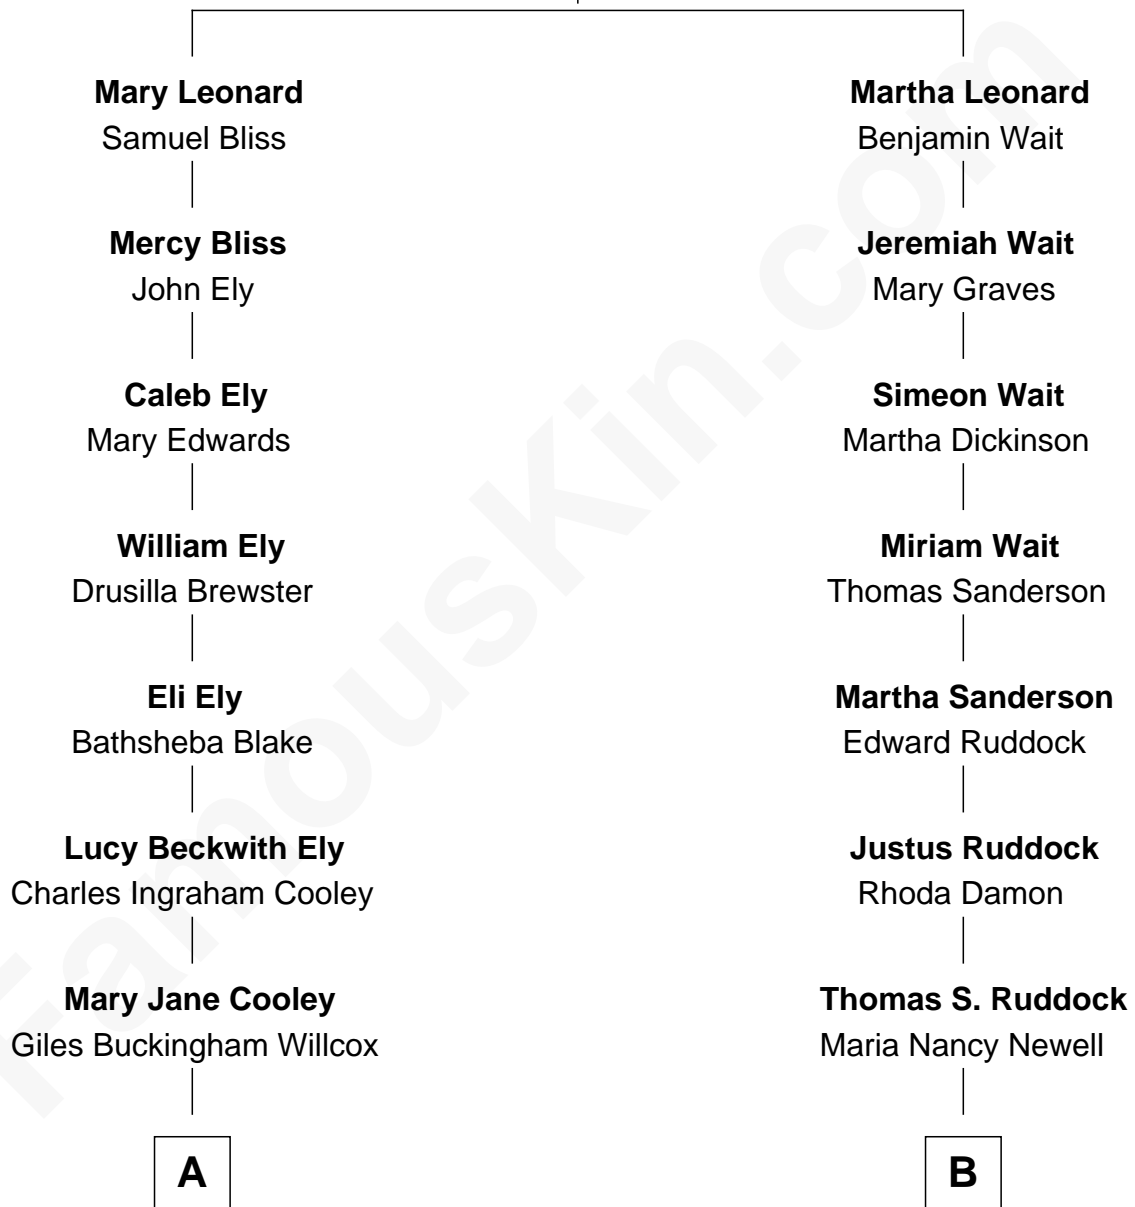 Mary Leonard
Samuel Bliss
Mercy Bliss
John Ely
Caleb Ely
Mary Edwards
William Ely
Drusilla Brewster
Eli Ely
Bathsheba Blake
Lucy Beckwith Ely
Charles Ingraham Cooley
Mary Jane Cooley
Giles Buckingham Willcox
A
Martha Leonard
Benjamin Wait
Jeremiah Wait
Mary Graves
Simeon Wait
Martha Dickinson
Miriam Wait
Thomas Sanderson
Martha Sanderson
Edward Ruddock
Justus Ruddock
Rhoda Damon
Thomas S. Ruddock
Maria Nancy Newell
B
FamousKin.com